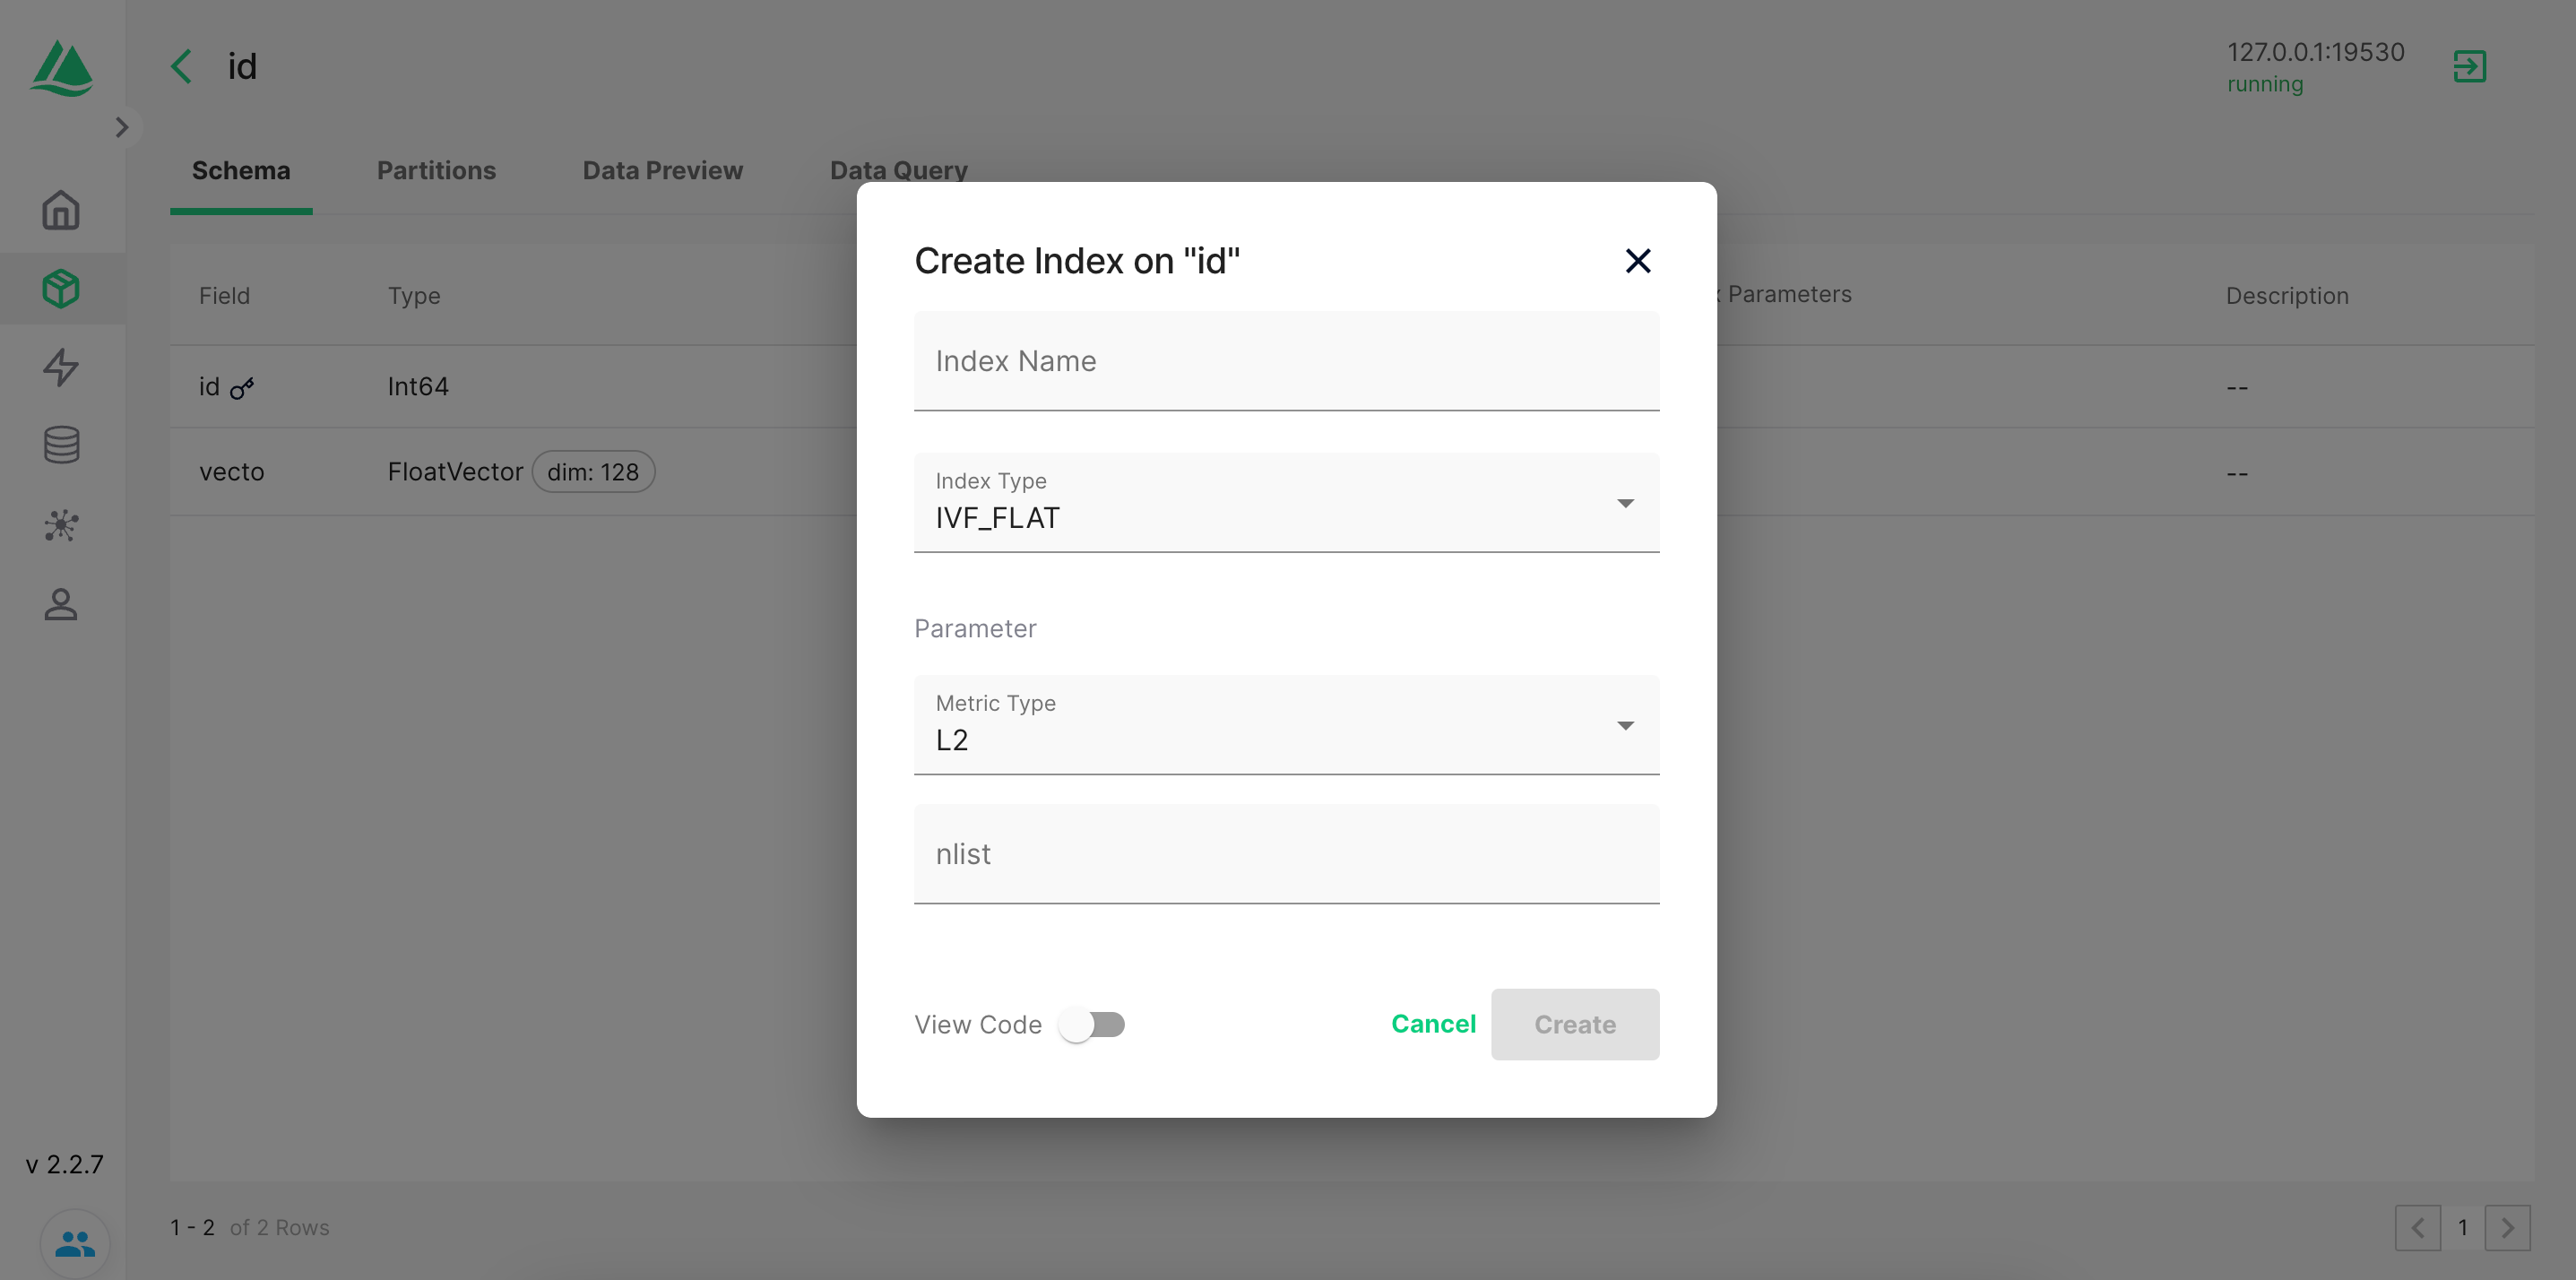 id
127.0.0.1:19530
running
Schema Partitions Data Preview Data Query
Create Index on "id"
Field Type Parameters Description
Index Name
id Int64 --
vecto FloatVector dim: 128 --
Index Type
IVF_FLAT
Parameter
Metric Type
L2
nlist
View Code Cancel Create
v 2.2.7
1 - 2 of 2 Rows 1